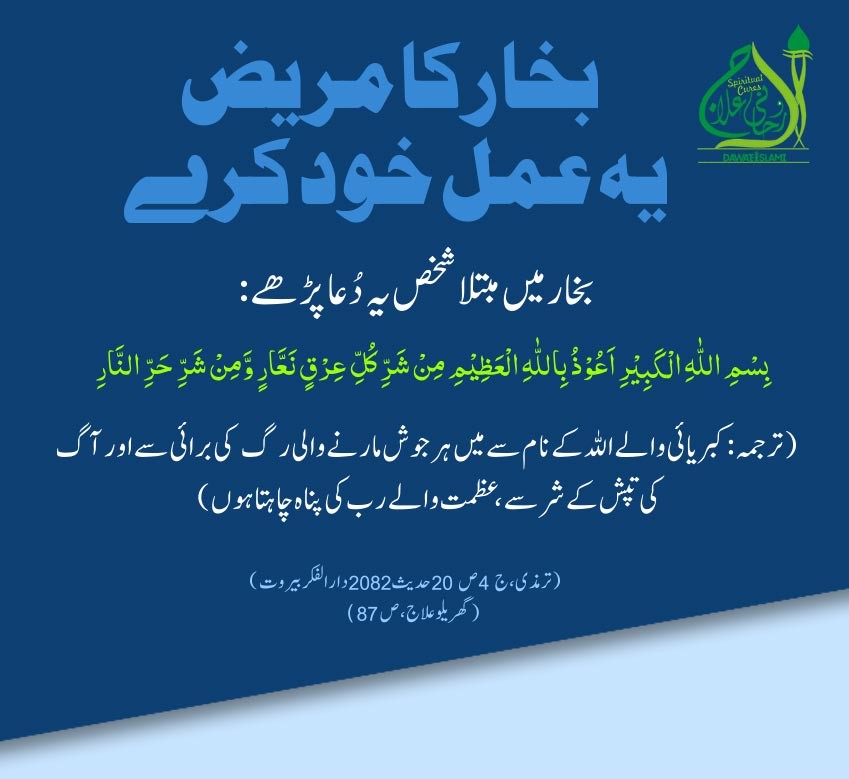 بخار کا مریض
یہ عمل خود کرے
Spiritual
Cures
روحانی علاج
DAWATEISLAMI
بخار میں مبتلا شخص یہ دُعا پڑھے:
بِسْمِ اللّٰهِ الْکَبِیْرِ اَعُوْذُ بِاللّٰهِ الْعَظِیْمِ مِنْ شَرِّ کُلِّ عِرْقٍ نَعَّارٍ وَّمِنْ شَرِّ حَرِّ النَّارِ
(ترجمہ: کبریائی والے اللہ کے نام سے میں ہر جوش مارنے والی رگ کی برائی سے اور آگ
کی تپش کے شر سے، عظمت والے رب کی پناہ چاہتا ہوں)
(ترمذی، ج 4 ص 20 حدیث 2082 دار الفکر بیروت)
(گھریلو علاج، ص 87)